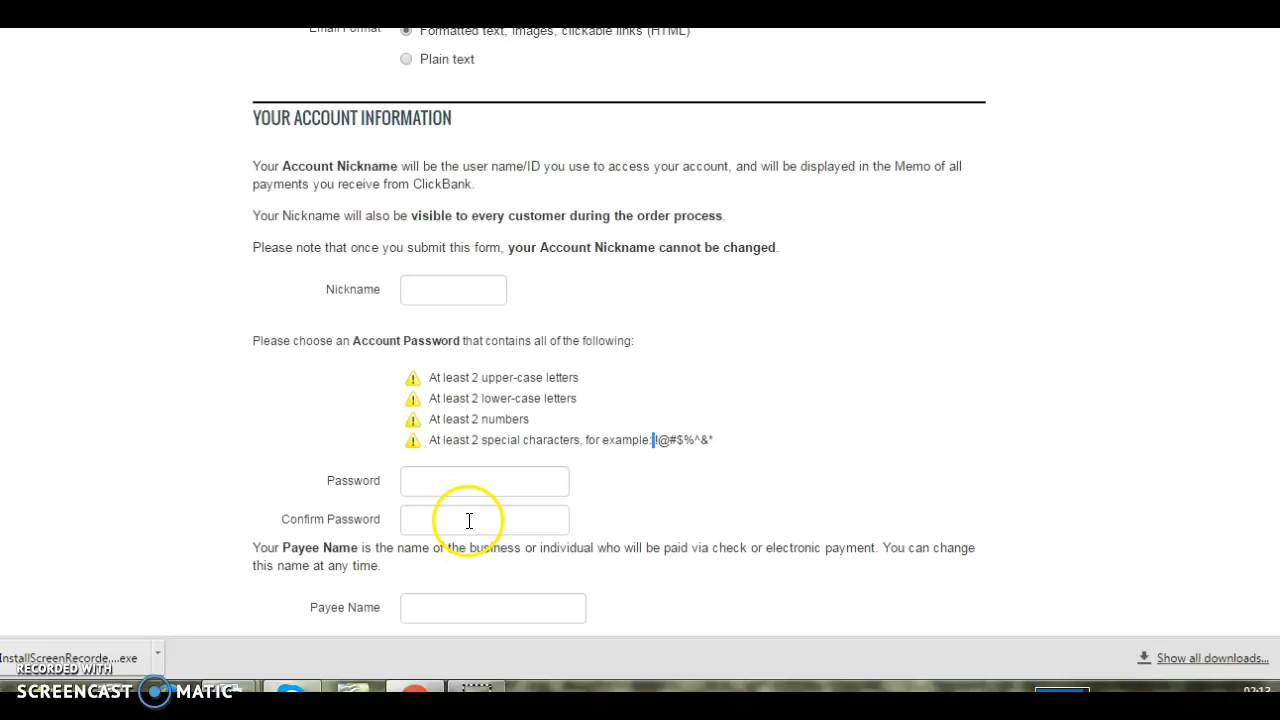 Email Format
Formatted text, images, clickable links (HTML)
Plain text
YOUR ACCOUNT INFORMATION
Your Account Nickname will be the user name/ID you use to access your account, and will be displayed in the Memo of all
payments you receive from ClickBank.
Your Nickname will also be visible to every customer during the order process.
Please note that once you submit this form, your Account Nickname cannot be changed.
Nickname
Please choose an Account Password that contains all of the following:
At least 2 upper-case letters
At least 2 lower-case letters
At least 2 numbers
At least 2 special characters, for example: !@#$%^&*
Password
Confirm Password
Your Payee Name is the name of the business or individual who will be paid via check or electronic payment. You can change
this name at any time.
Payee Name
InstallScreenRecorde....exe
Show all downloads...
RECORDED WITH
SCREENCAST MATIC
02:13